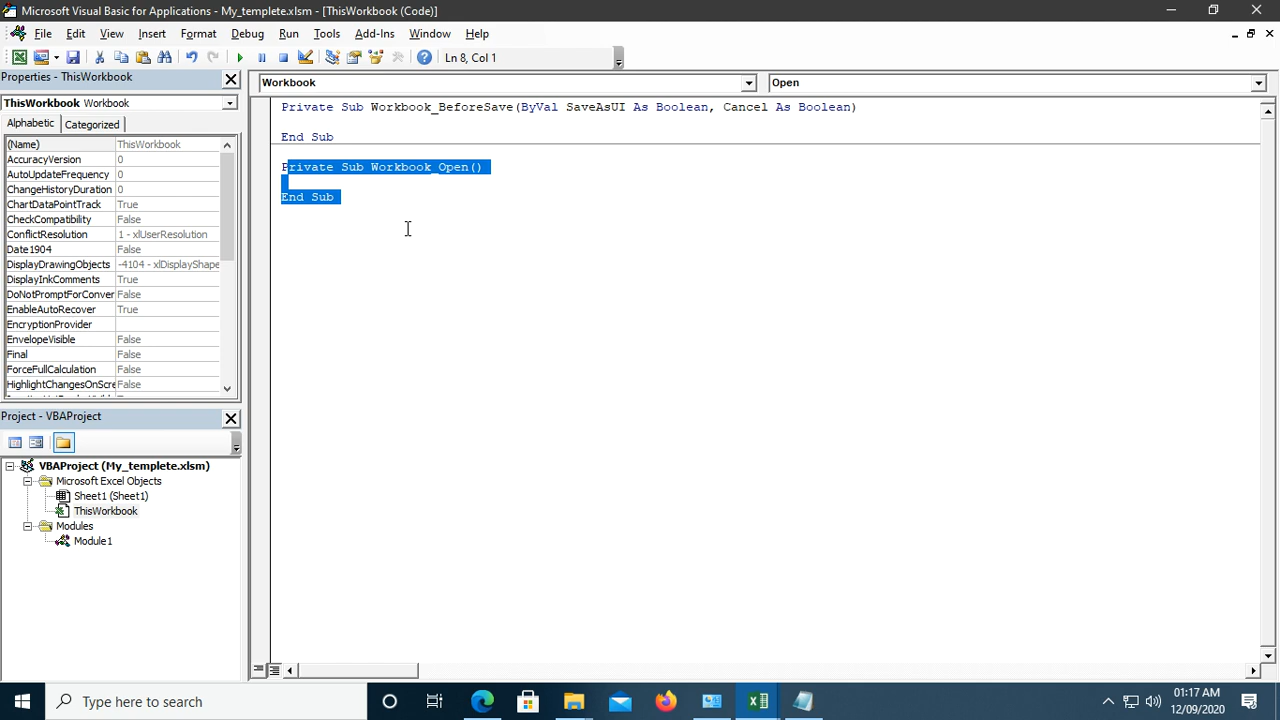 Microsoft Visual Basic for Applications - My_templete.xlsm - [ThisWorkbook (Code)]
File Edit View Insert Format Debug Run Tools Add-Ins Window Help
Ln 8, Col 1
Properties - ThisWorkbook
ThisWorkbook Workbook
Alphabetic Categorized
(Name) ThisWorkbook
AccuracyVersion 0
AutoUpdateFrequency 0
ChangeHistoryDuration 0
ChartDataPointTrack True
CheckCompatibility False
ConflictResolution 1 - xlUserResolution
Date1904 False
DisplayDrawingObjects -4104 - xlDisplayShape
DisplayInkComments True
DoNotPromptForConver False
EnableAutoRecover True
EncryptionProvider
EnvelopeVisible False
Final False
ForceFullCalculation False
HighlightChangesOnScre False
Project - VBAProject
VBAProject (My_templete.xlsm)
Microsoft Excel Objects
Sheet1 (Sheet1)
ThisWorkbook
Modules
Module1
Workbook Open
Private Sub Workbook_BeforeSave(ByVal SaveAsUI As Boolean, Cancel As Boolean)
End Sub
Private Sub Workbook_Open()
End Sub
Type here to search
01:17 AM
12/09/2020